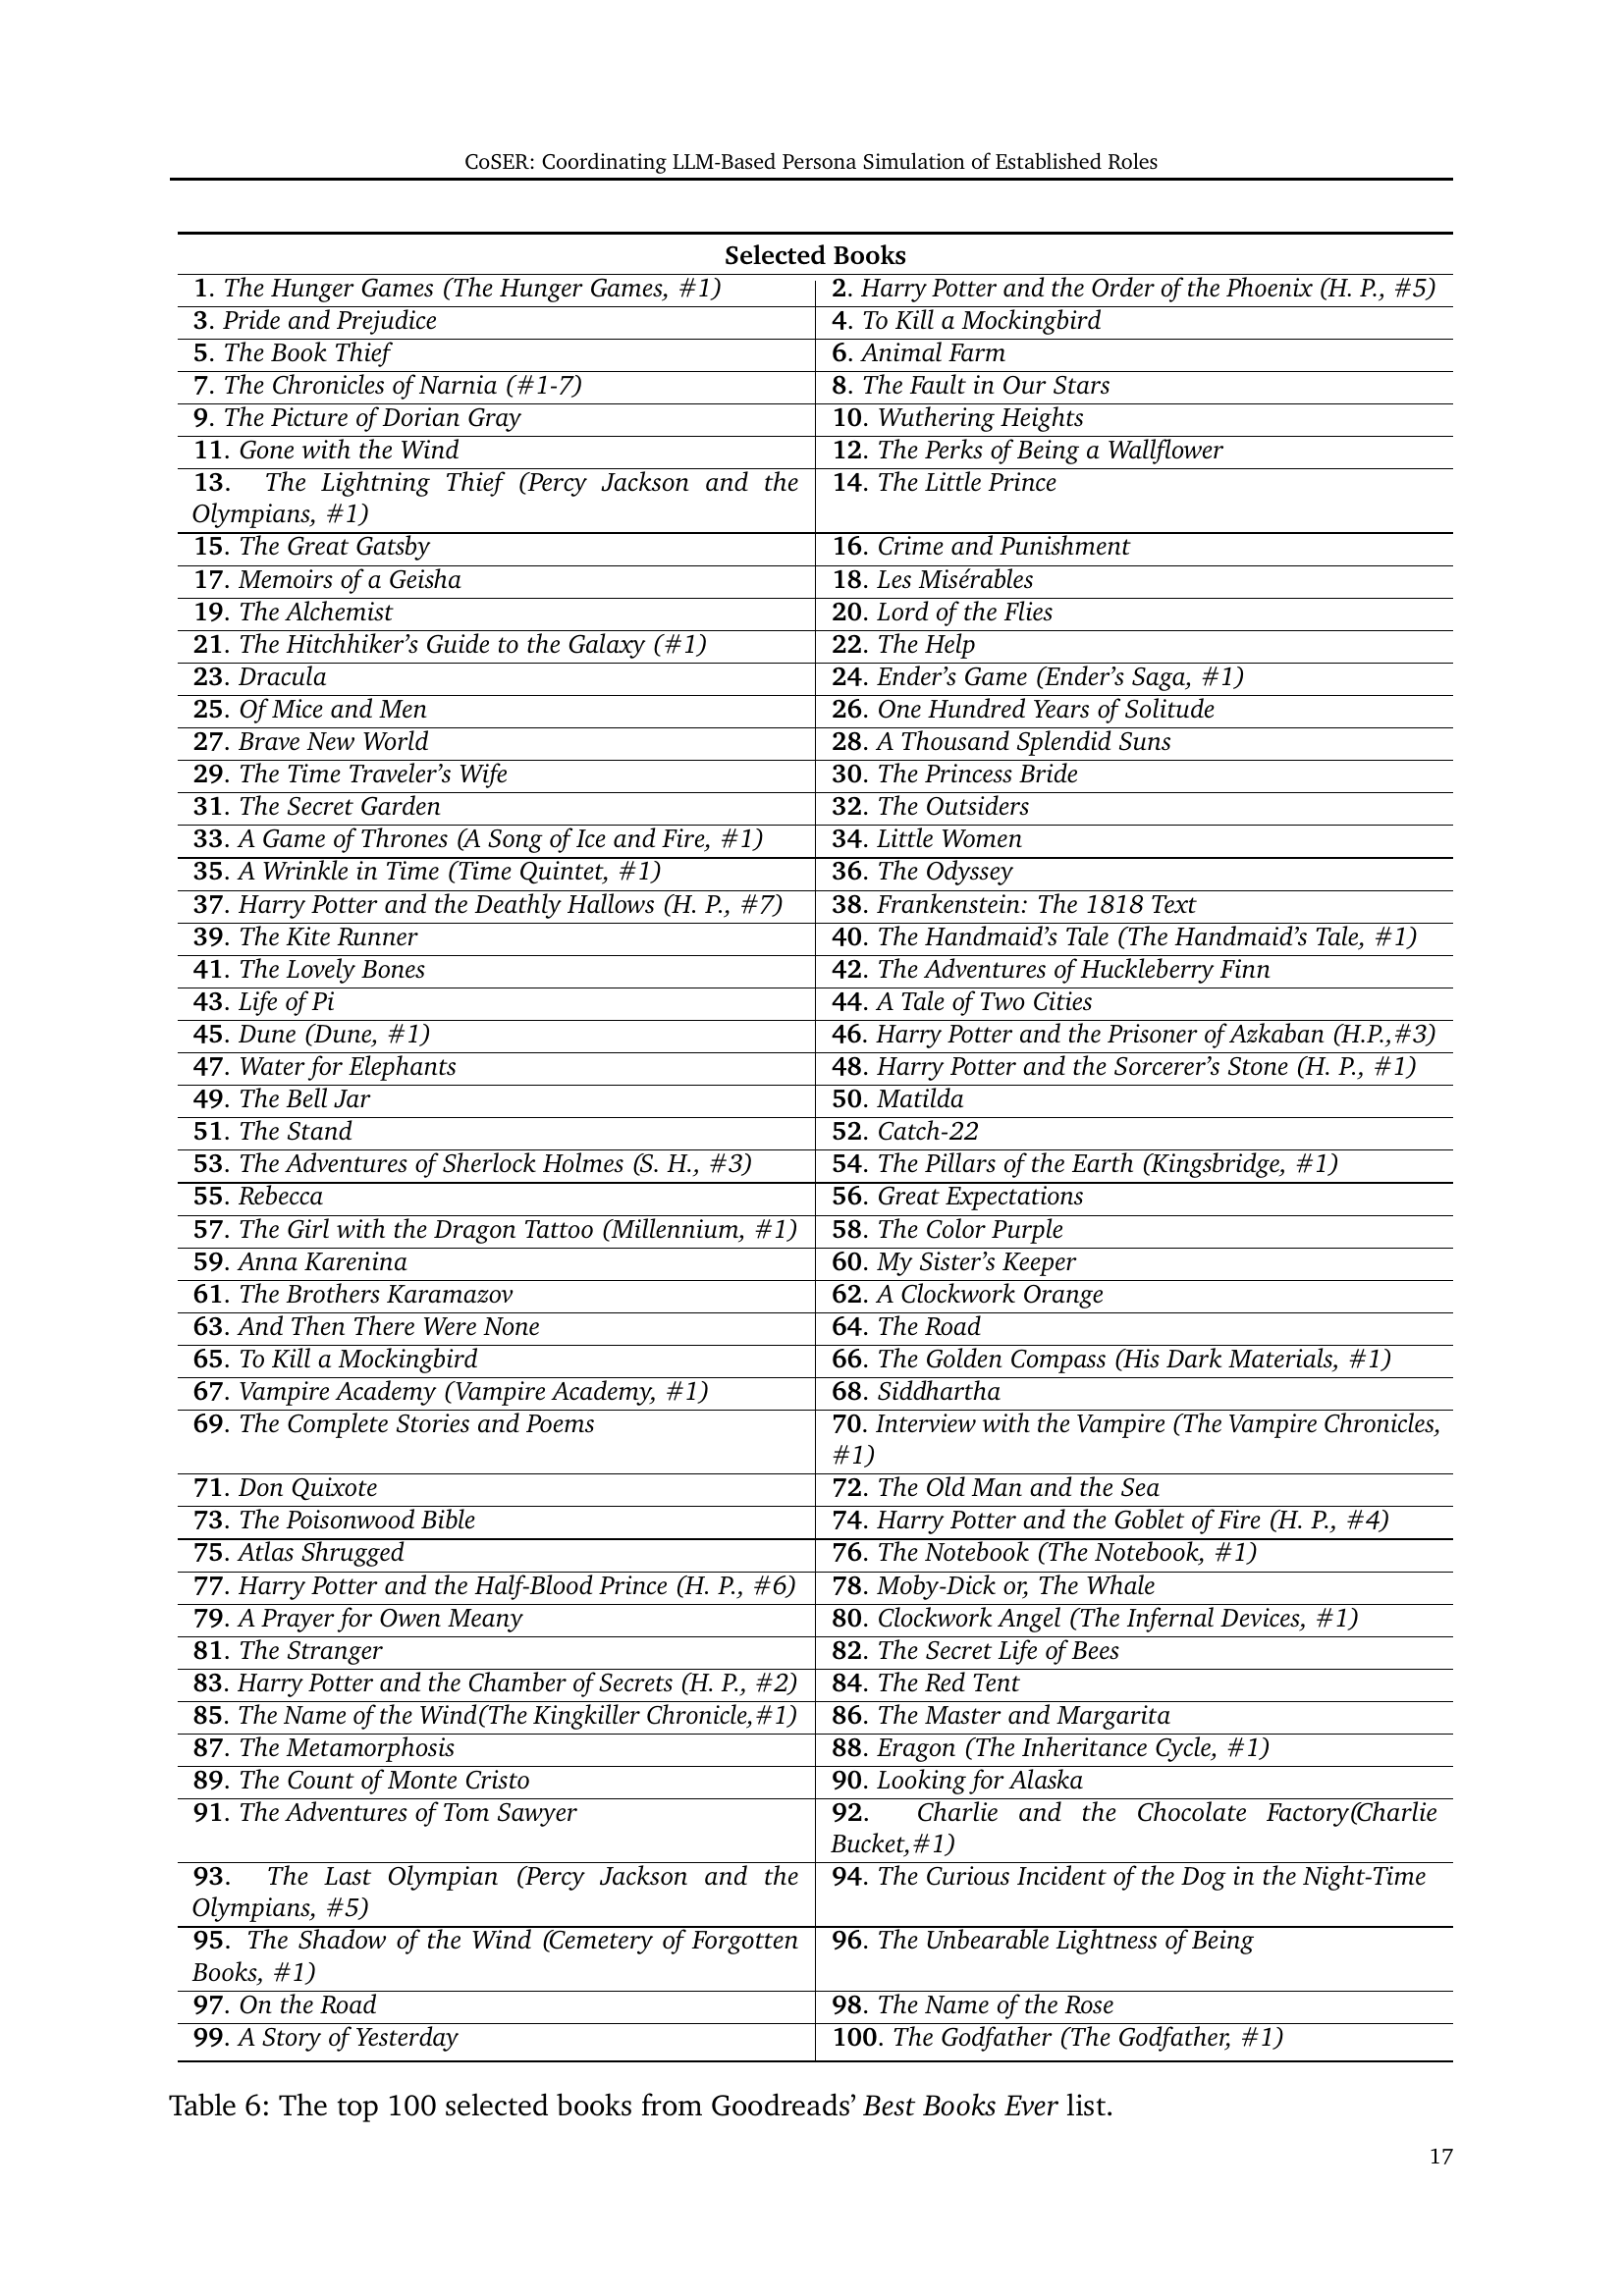 CoSER: Coordinating LLM-Based Persona Simulation of Established Roles
Selected Books
1. The Hunger Games (The Hunger Games, #1)
2. Harry Potter and the Order of the Phoenix (H. P., #5)
3. Pride and Prejudice
4. To Kill a Mockingbird
5. The Book Thief
6. Animal Farm
7. The Chronicles of Narnia (#1-7)
8. The Fault in Our Stars
9. The Picture of Dorian Gray
10. Wuthering Heights
11. Gone with the Wind
12. The Perks of Being a Wallflower
13. The Lightning Thief (Percy Jackson and the
Olympians, #1)
14. The Little Prince
15. The Great Gatsby
16. Crime and Punishment
17. Memoirs of a Geisha
18. Les Misérables
19. The Alchemist
20. Lord of the Flies
21. The Hitchhiker’s Guide to the Galaxy (#1)
22. The Help
23. Dracula
24. Ender’s Game (Ender’s Saga, #1)
25. Of Mice and Men
26. One Hundred Years of Solitude
27. Brave New World
28. A Thousand Splendid Suns
29. The Time Traveler’s Wife
30. The Princess Bride
31. The Secret Garden
32. The Outsiders
33. A Game of Thrones (A Song of Ice and Fire, #1)
34. Little Women
35. A Wrinkle in Time (Time Quintet, #1)
36. The Odyssey
37. Harry Potter and the Deathly Hallows (H. P., #7)
38. Frankenstein: The 1818 Text
39. The Kite Runner
40. The Handmaid’s Tale (The Handmaid’s Tale, #1)
41. The Lovely Bones
42. The Adventures of Huckleberry Finn
43. Life of Pi
44. A Tale of Two Cities
45. Dune (Dune, #1)
46. Harry Potter and the Prisoner of Azkaban (H.P.,#3)
47. Water for Elephants
48. Harry Potter and the Sorcerer’s Stone (H. P., #1)
49. The Bell Jar
50. Matilda
51. The Stand
52. Catch-22
53. The Adventures of Sherlock Holmes (S. H., #3)
54. The Pillars of the Earth (Kingsbridge, #1)
55. Rebecca
56. Great Expectations
57. The Girl with the Dragon Tattoo (Millennium, #1)
58. The Color Purple
59. Anna Karenina
60. My Sister’s Keeper
61. The Brothers Karamazov
62. A Clockwork Orange
63. And Then There Were None
64. The Road
65. To Kill a Mockingbird
66. The Golden Compass (His Dark Materials, #1)
67. Vampire Academy (Vampire Academy, #1)
68. Siddhartha
69. The Complete Stories and Poems
70. Interview with the Vampire (The Vampire Chronicles,
#1)
71. Don Quixote
72. The Old Man and the Sea
73. The Poisonwood Bible
74. Harry Potter and the Goblet of Fire (H. P., #4)
75. Atlas Shrugged
76. The Notebook (The Notebook, #1)
77. Harry Potter and the Half-Blood Prince (H. P., #6)
78. Moby-Dick or, The Whale
79. A Prayer for Owen Meany
80. Clockwork Angel (The Infernal Devices, #1)
81. The Stranger
82. The Secret Life of Bees
83. Harry Potter and the Chamber of Secrets (H. P., #2)
84. The Red Tent
85. The Name of the Wind(The Kingkiller Chronicle,#1)
86. The Master and Margarita
87. The Metamorphosis
88. Eragon (The Inheritance Cycle, #1)
89. The Count of Monte Cristo
90. Looking for Alaska
91. The Adventures of Tom Sawyer
92. Charlie and the Chocolate Factory(Charlie
Bucket,#1)
93. The Last Olympian (Percy Jackson and the
Olympians, #5)
94. The Curious Incident of the Dog in the Night-Time
95. The Shadow of the Wind (Cemetery of Forgotten
Books, #1)
96. The Unbearable Lightness of Being
97. On the Road
98. The Name of the Rose
99. A Story of Yesterday
100. The Godfather (The Godfather, #1)
Table 6: The top 100 selected books from Goodreads’ Best Books Ever list.
17